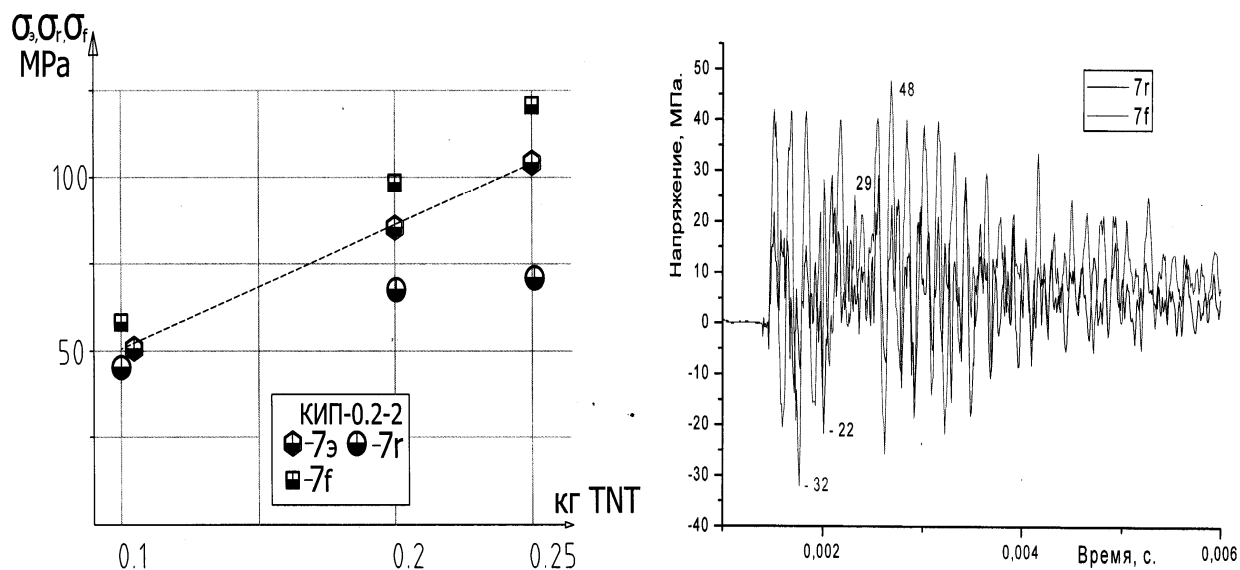 σэ,σr,σf
MPa
100
50
КИП-0.2-2
-7э -7r
-7f
кг TNT
0.1 0.2 0.25
Напряжение, МПа.
50
40
30
20
10
0
-10
-20
-30
-40
7r
7f
48
29
- 22
- 32
0,002 0,004 0,006
Время, с.